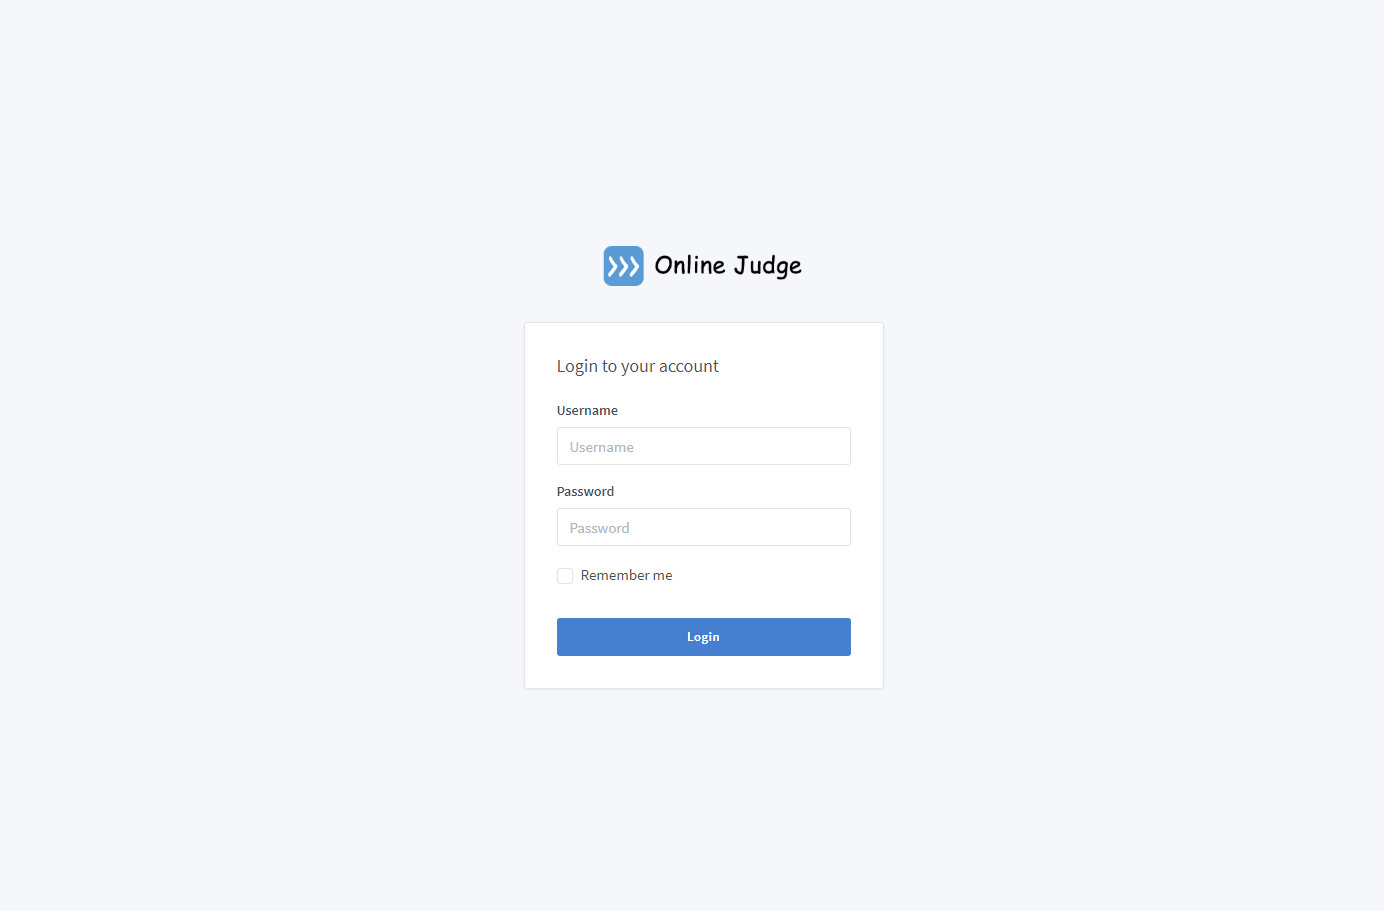 Online Judge
Login to your account
Username
Username
Password
Password
Remember me
Login